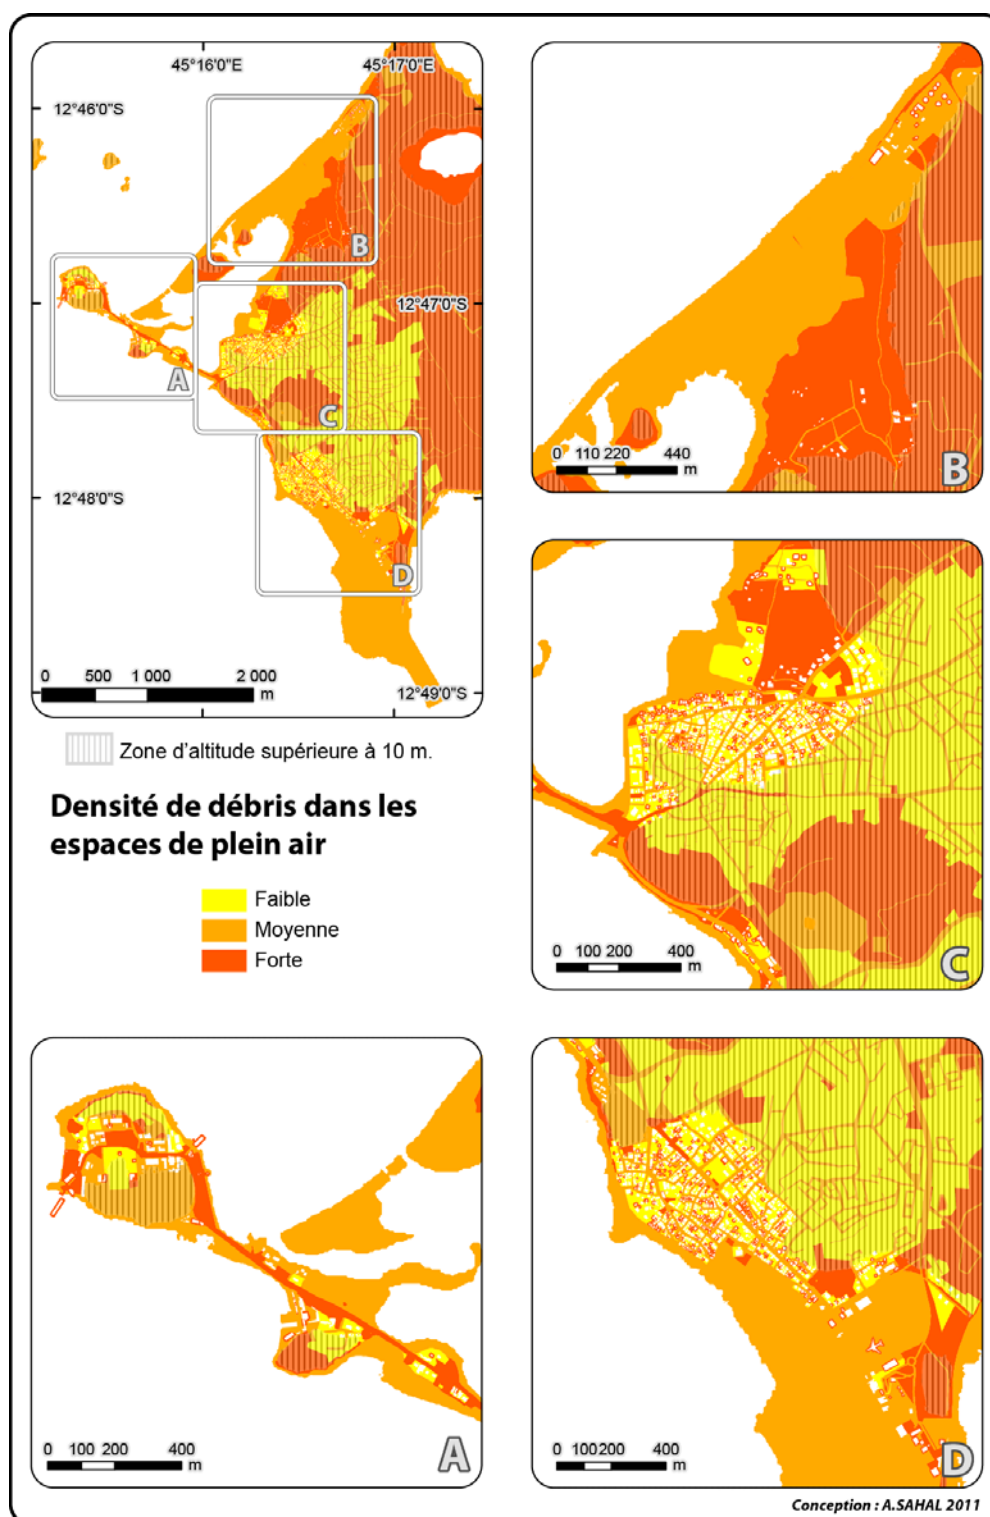 45°16'0"E 45°17'0"E
12°46'0"S
B
12°47'0"S
A
C
12°48'0"S
D
0 500 1 000 2 000
m
12°49'0"S
Zone d'altitude supérieure à 10 m.
Densité de débris dans les
espaces de plein air
Faible
Moyenne
Forte
0 110 220 440
m
B
0 100 200 400
m
C
0 100 200 400
m
A
0 100 200 400
m
D
Conception : A.SAHAL 2011